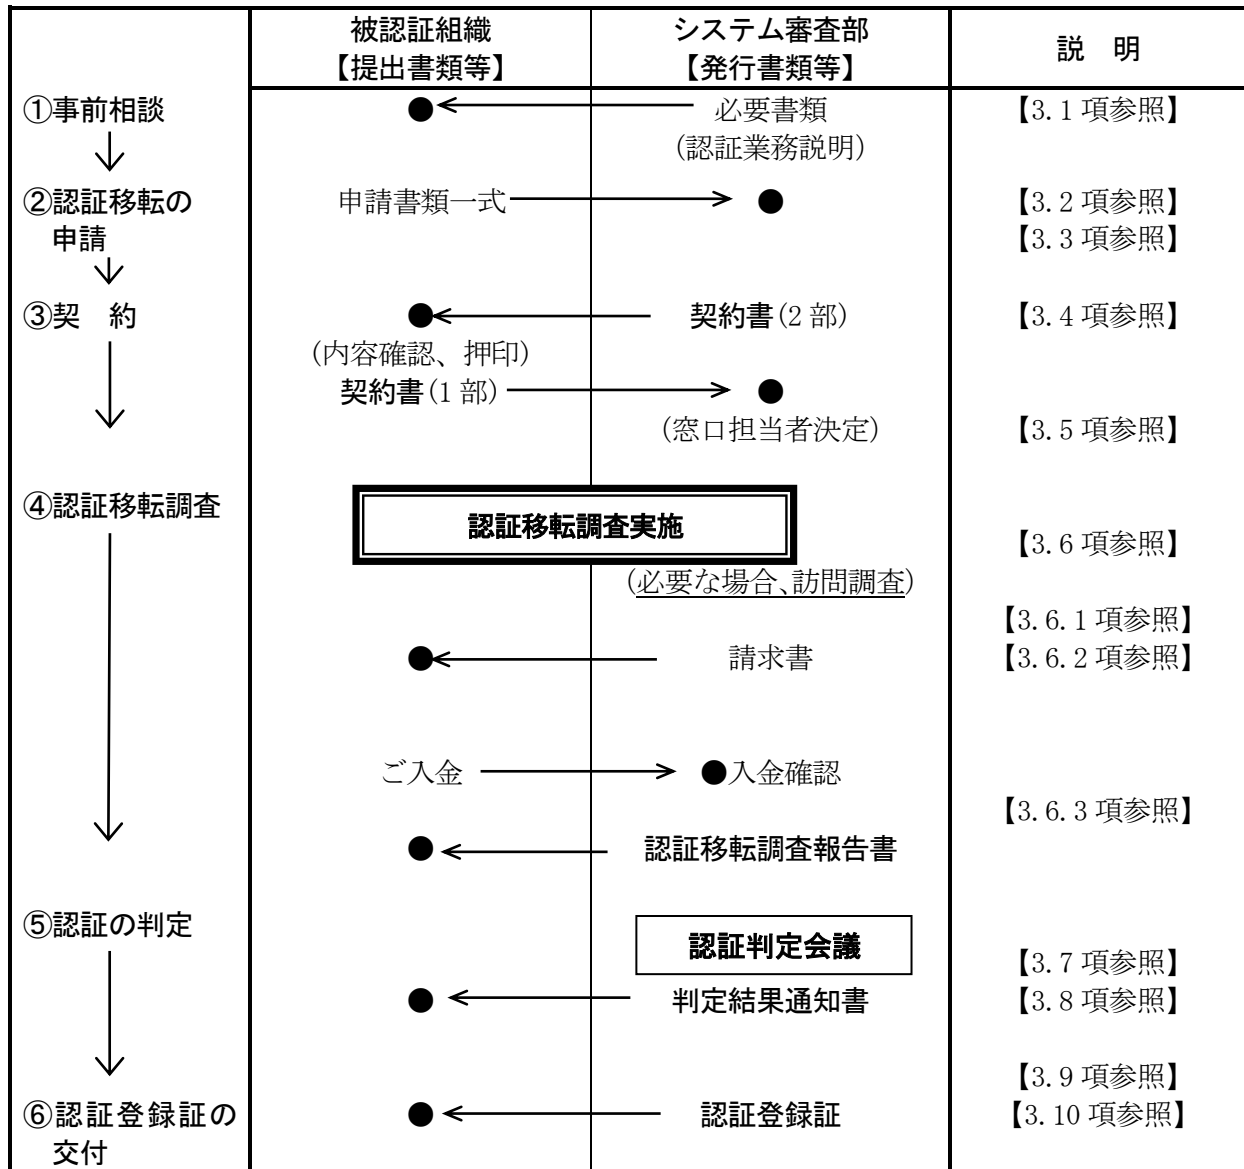 被認証組織
【提出書類等】
システム審査部
【発行書類等】
説　明
①事前相談
必要書類
(認証業務説明)
【3.1 項参照】
②認証移転の
申請
申請書類一式
【3.2 項参照】
【3.3 項参照】
③契　約
契約書(2 部)
【3.4 項参照】
(内容確認、押印)
契約書(1 部)
(窓口担当者決定)
【3.5 項参照】
④認証移転調査
認証移転調査実施
【3.6 項参照】
(必要な場合、訪問調査)
【3.6.1 項参照】
請求書
【3.6.2 項参照】
ご入金
入金確認
【3.6.3 項参照】
認証移転調査報告書
⑤認証の判定
認証判定会議
【3.7 項参照】
判定結果通知書
【3.8 項参照】
【3.9 項参照】
⑥認証登録証の
交付
認証登録証
【3.10 項参照】